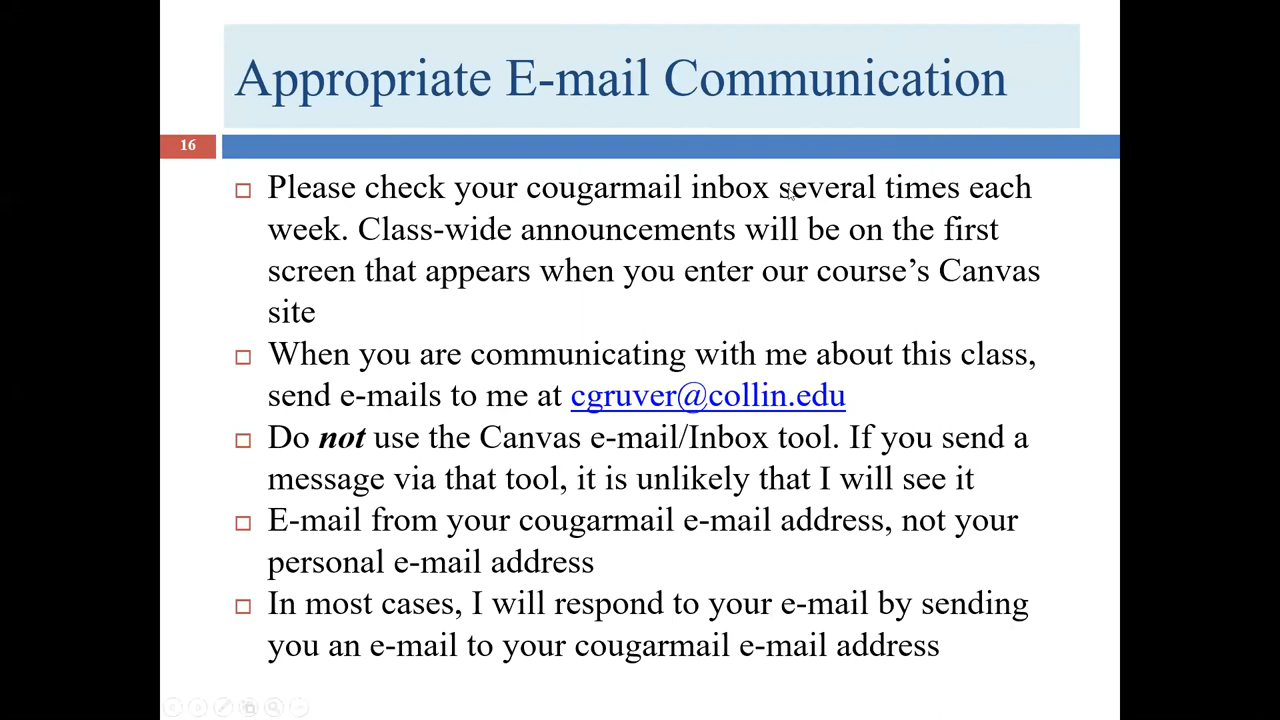 Appropriate E-mail Communication
16
Please check your cougarmail inbox several times each
week. Class-wide announcements will be on the first
screen that appears when you enter our course’s Canvas
site
When you are communicating with me about this class,
send e-mails to me at cgruver@collin.edu
Do not use the Canvas e-mail/Inbox tool. If you send a
message via that tool, it is unlikely that I will see it
E-mail from your cougarmail e-mail address, not your
personal e-mail address
In most cases, I will respond to your e-mail by sending
you an e-mail to your cougarmail e-mail address